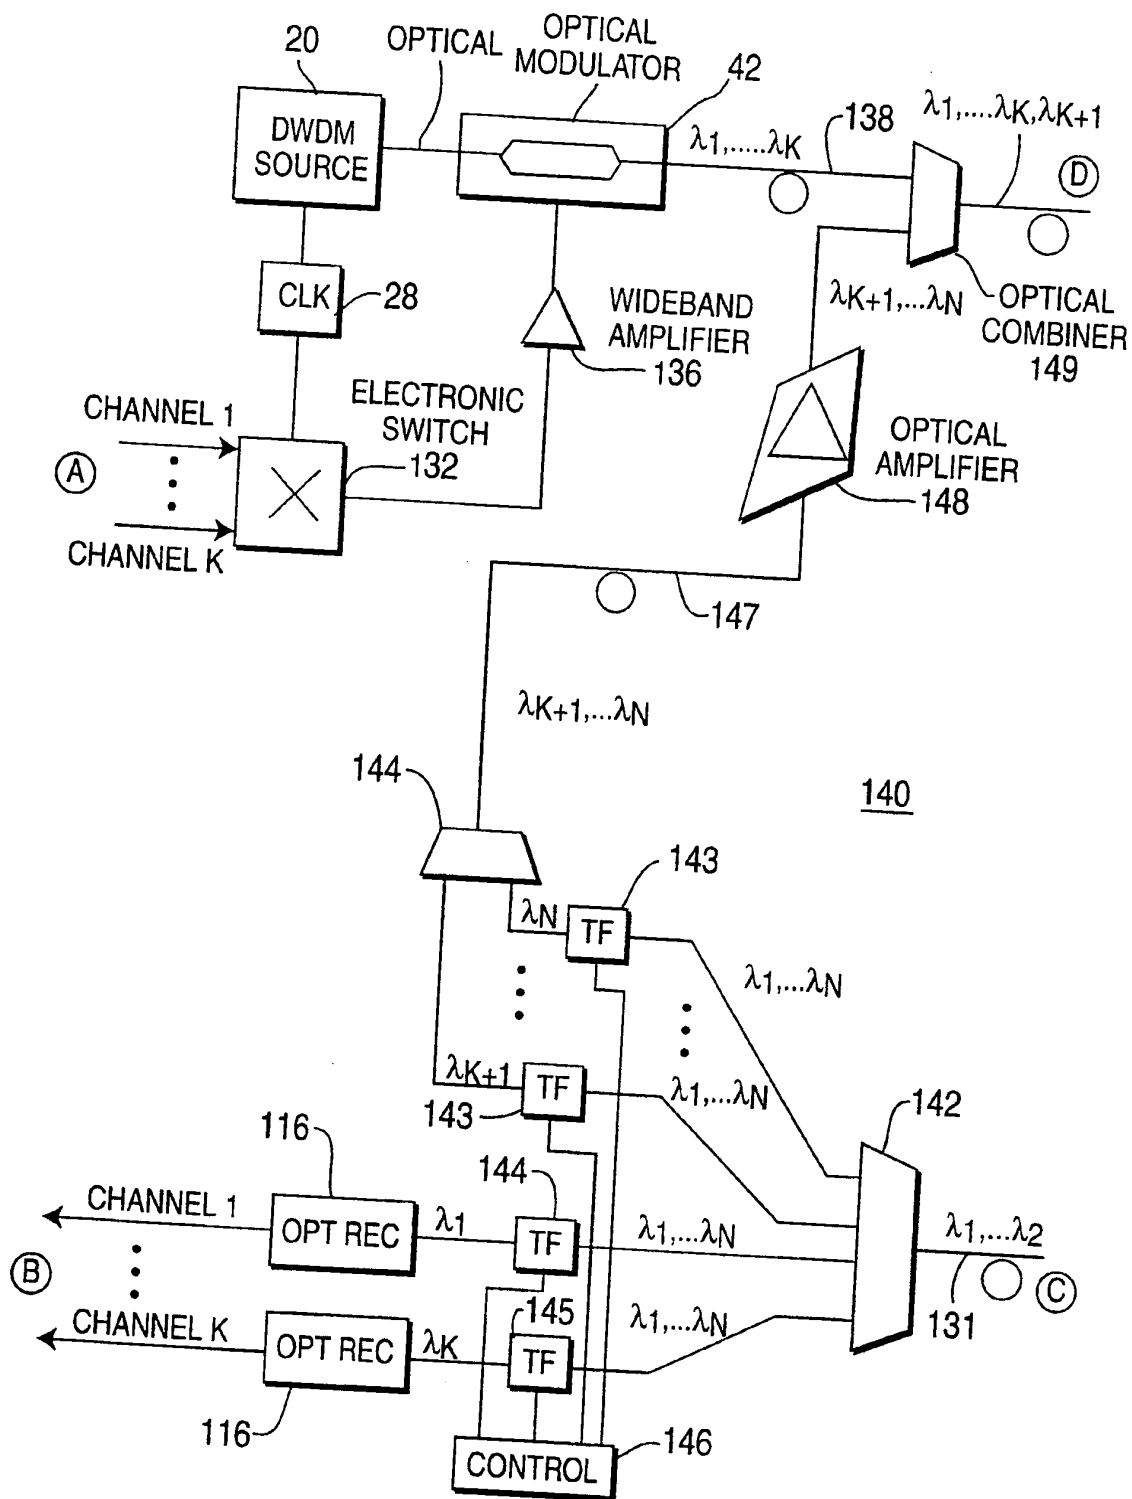 20
OPTICAL
OPTICAL
MODULATOR
42
DWDM
SOURCE
λ1,.....λK
138
λ1,....λK,λK+1
D
CLK
28
WIDEBAND
AMPLIFIER
136
λK+1,...λN
OPTICAL
COMBINER
149
CHANNEL 1
A
CHANNEL K
ELECTRONIC
SWITCH
132
OPTICAL
AMPLIFIER
148
147
λK+1,...λN
144
140
143
λN
TF
λ1,...λN
λK+1
TF
143
λ1,...λN
142
116
144
CHANNEL 1
OPT REC
λ1
TF
λ1,...λN
λ1,...λ2
B
C
131
145
CHANNEL K
OPT REC
λK
TF
λ1,...λN
116
CONTROL
146